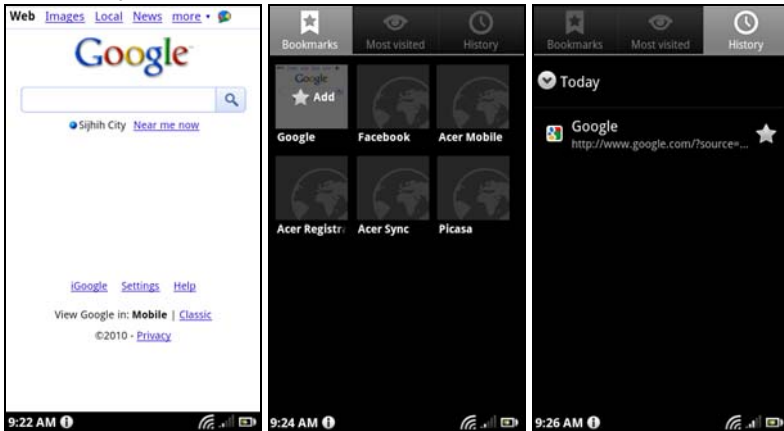 Web Images Local News more
Google
Sijhih City Near me now
iGoogle Settings Help
View Google in: Mobile | Classic
©2010 - Privacy
9:22 AM
Bookmarks Most visited History
Google
Add
Google Facebook Acer Mobile
Acer Registr Acer Sync Picasa
9:24 AM
Bookmarks Most visited History
Today
Google
http://www.google.com/?source=...
9:26 AM